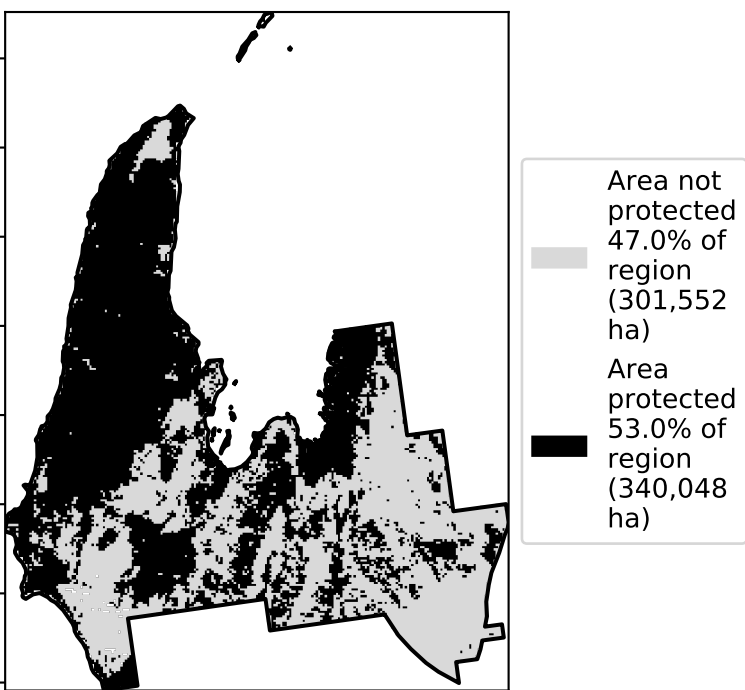 Area not
protected
47.0% of
region
(301,552
ha)
Area
protected
53.0% of
region
(340,048
ha)